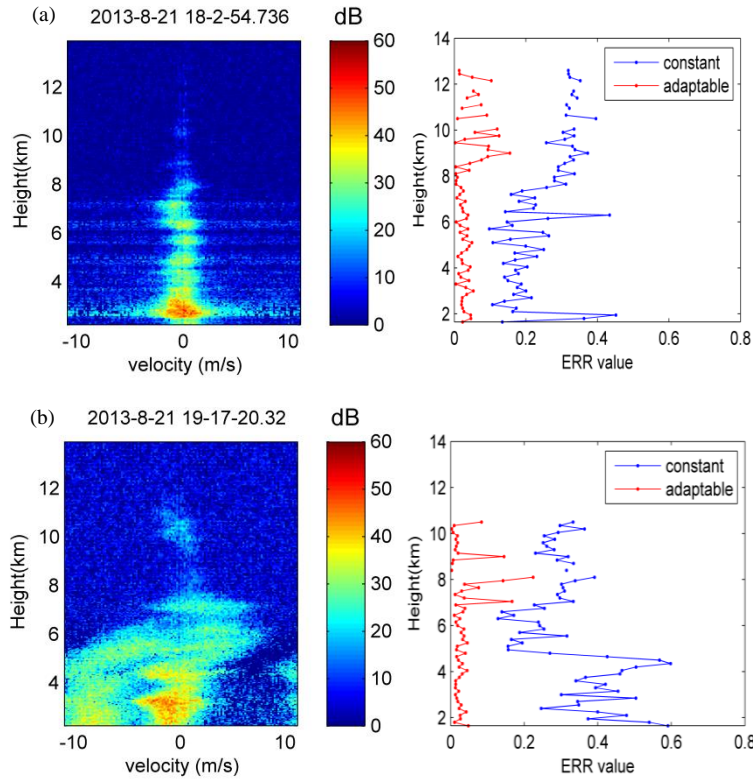 (a)
2013-8-21 18-2-54.736
dB
Height(km)
12
10
8
6
4
-10 0 10
velocity (m/s)
60
50
40
30
20
10
0
constant
adaptable
Height(km)
14
12
10
8
6
4
2
0 0.2 0.4 0.6 0.8
ERR value
(b)
2013-8-21 19-17-20.32
dB
Height(km)
12
10
8
6
4
-10 0 10
velocity (m/s)
60
50
40
30
20
10
0
constant
adaptable
Height(km)
14
12
10
8
6
4
2
0 0.2 0.4 0.6 0.8
ERR value